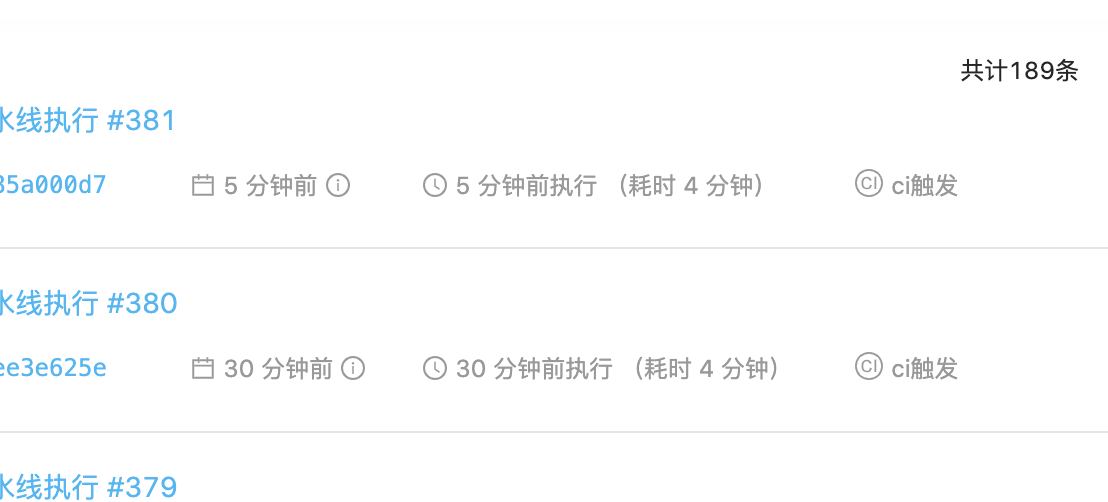 共计189条
水线执行 #381
35a000d7 5 分钟前 5 分钟前执行 （耗时 4 分钟） CI ci触发
水线执行 #380
ee3e625e 30 分钟前 30 分钟前执行 （耗时 4 分钟） CI ci触发
水线执行 #379